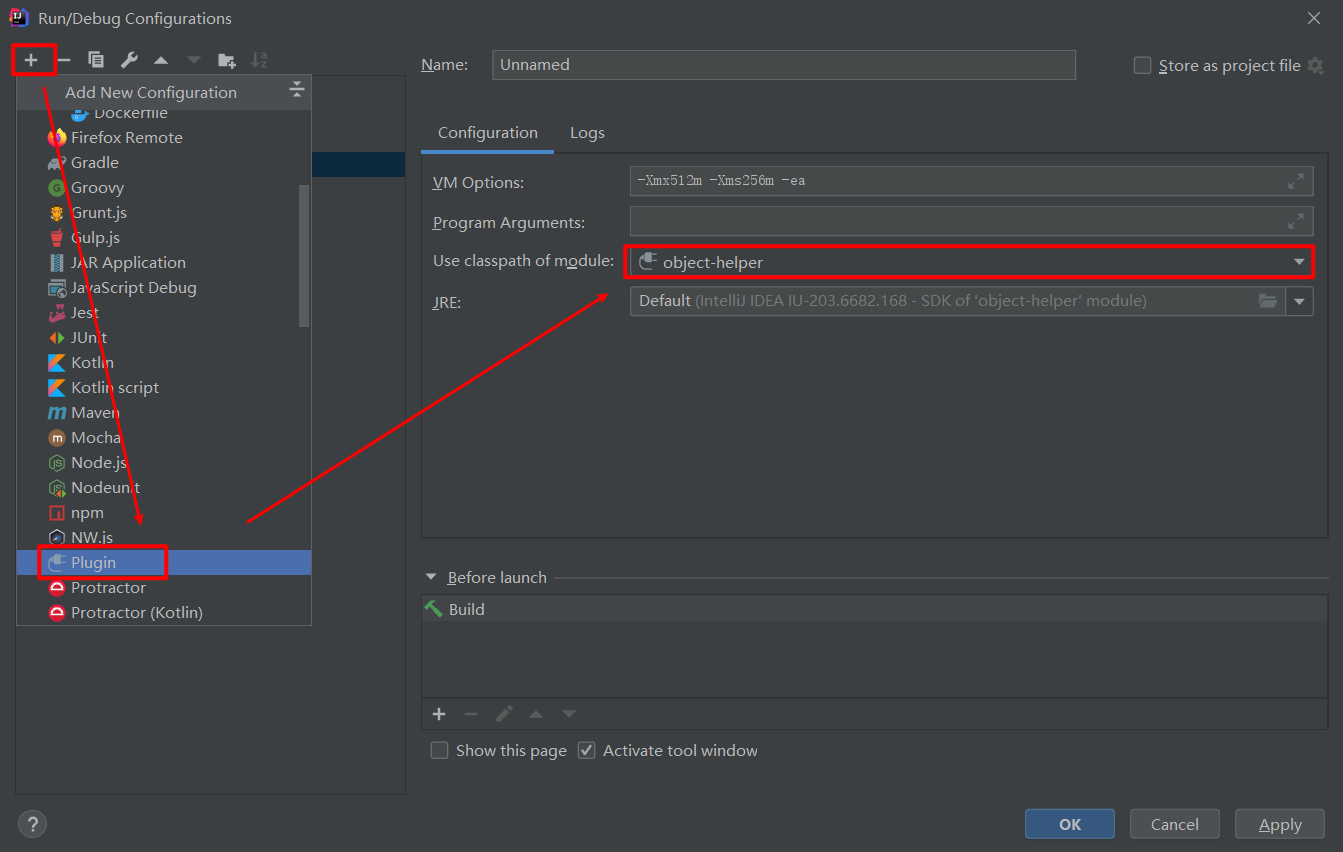 Run/Debug Configurations
Add New Configuration
Dockerfile
Firefox Remote
Gradle
Groovy
Grunt.js
Gulp.js
JAR Application
JavaScript Debug
Jest
JUnit
Kotlin
Kotlin script
Maven
Mocha
Node.js
Nodeunit
npm
NW.js
Plugin
Protractor
Protractor (Kotlin)
Name: Unnamed
Store as project file
Configuration Logs
VM Options: -Xmx512m -Xms256m -ea
Program Arguments:
Use classpath of module: object-helper
JRE: Default (IntelliJ IDEA IU-203.6682.168 - SDK of 'object-helper' module)
Before launch
Build
Show this page Activate tool window
? OK Cancel Apply